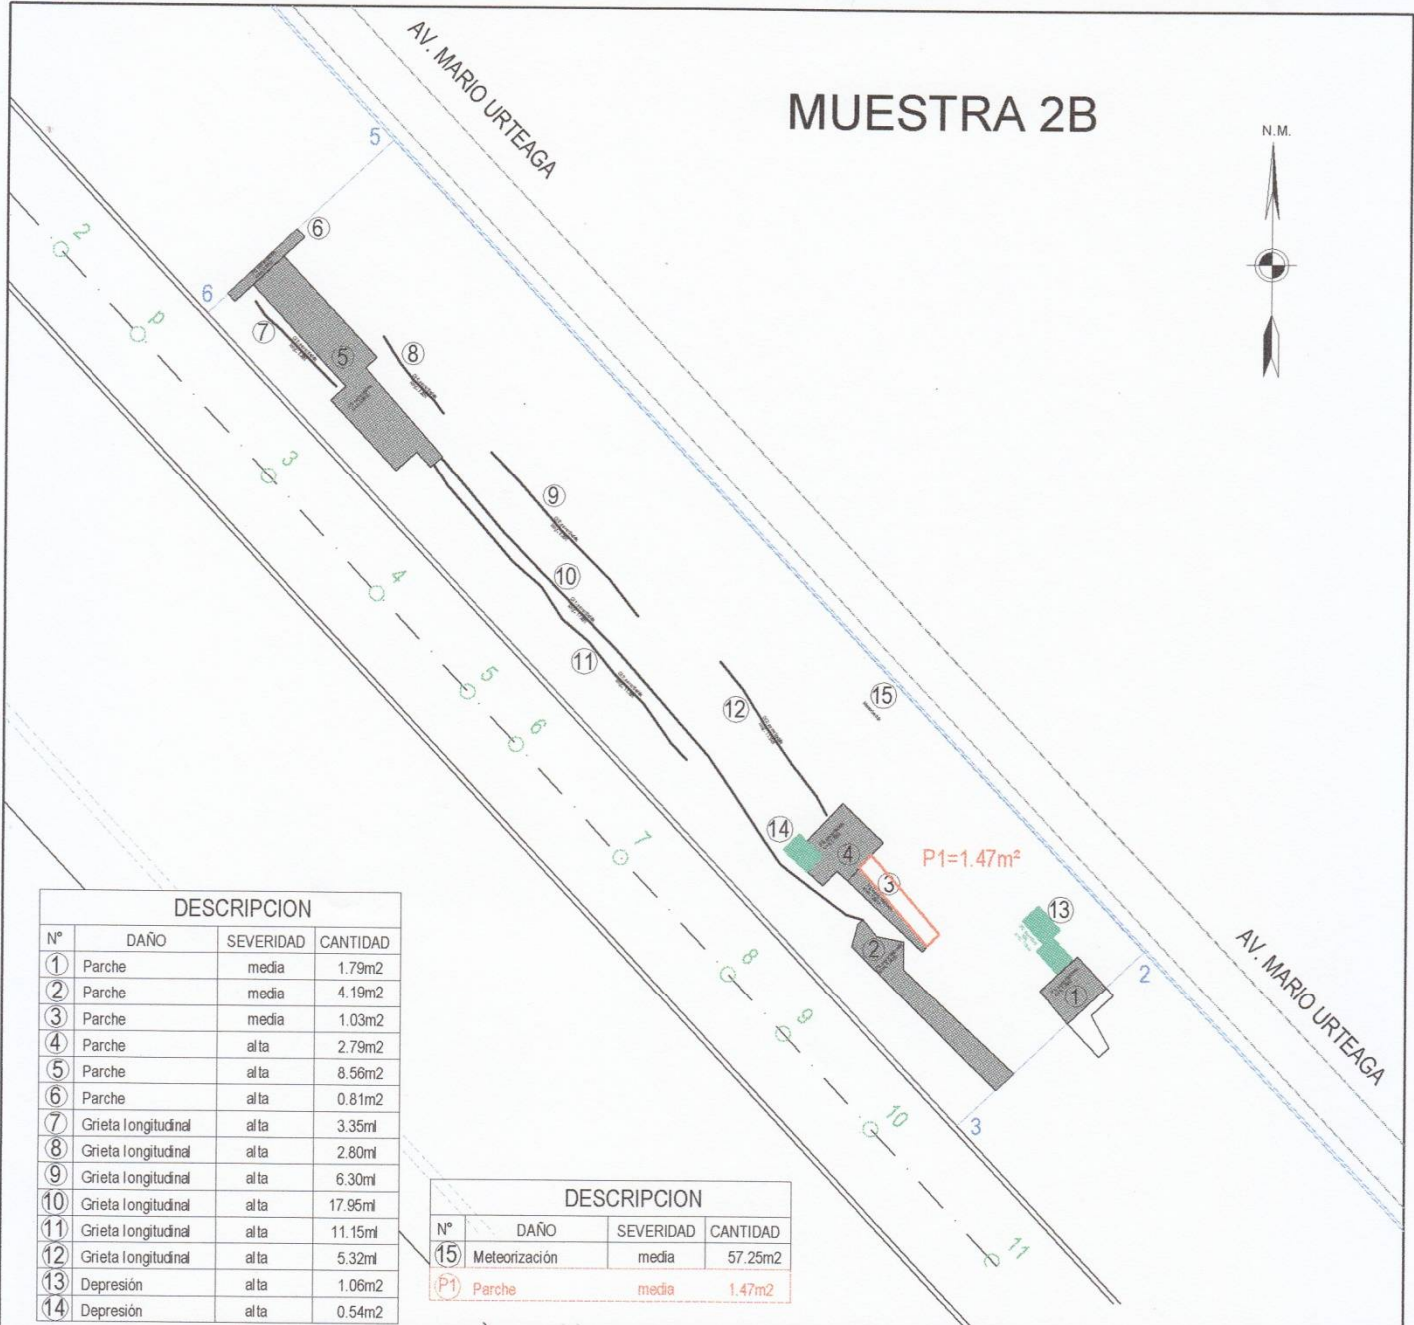 AV. MARIO URTEAGA
MUESTRA 2B
N.M.
5
6
6
2
P
7
5
8
3
9
4
10
11
5
6
12
15
7
14
4
P1=1.47m²
3
13
AV. MARIO URTEAGA
2
8
2
1
9
3
10
11
DESCRIPCION
N° DAÑO SEVERIDAD CANTIDAD
1 Parche media 1.79m2
2 Parche media 4.19m2
3 Parche media 1.03m2
4 Parche alta 2.79m2
5 Parche alta 8.56m2
6 Parche alta 0.81m2
7 Grieta longitudinal alta 3.35ml
8 Grieta longitudinal alta 2.80ml
9 Grieta longitudinal alta 6.30ml
10 Grieta longitudinal alta 17.95ml
11 Grieta longitudinal alta 11.15ml
12 Grieta longitudinal alta 5.32ml
13 Depresión alta 1.06m2
14 Depresión alta 0.54m2
DESCRIPCION
N° DAÑO SEVERIDAD CANTIDAD
15 Meteorización media 57.25m2
P1 Parche media 1.47m2